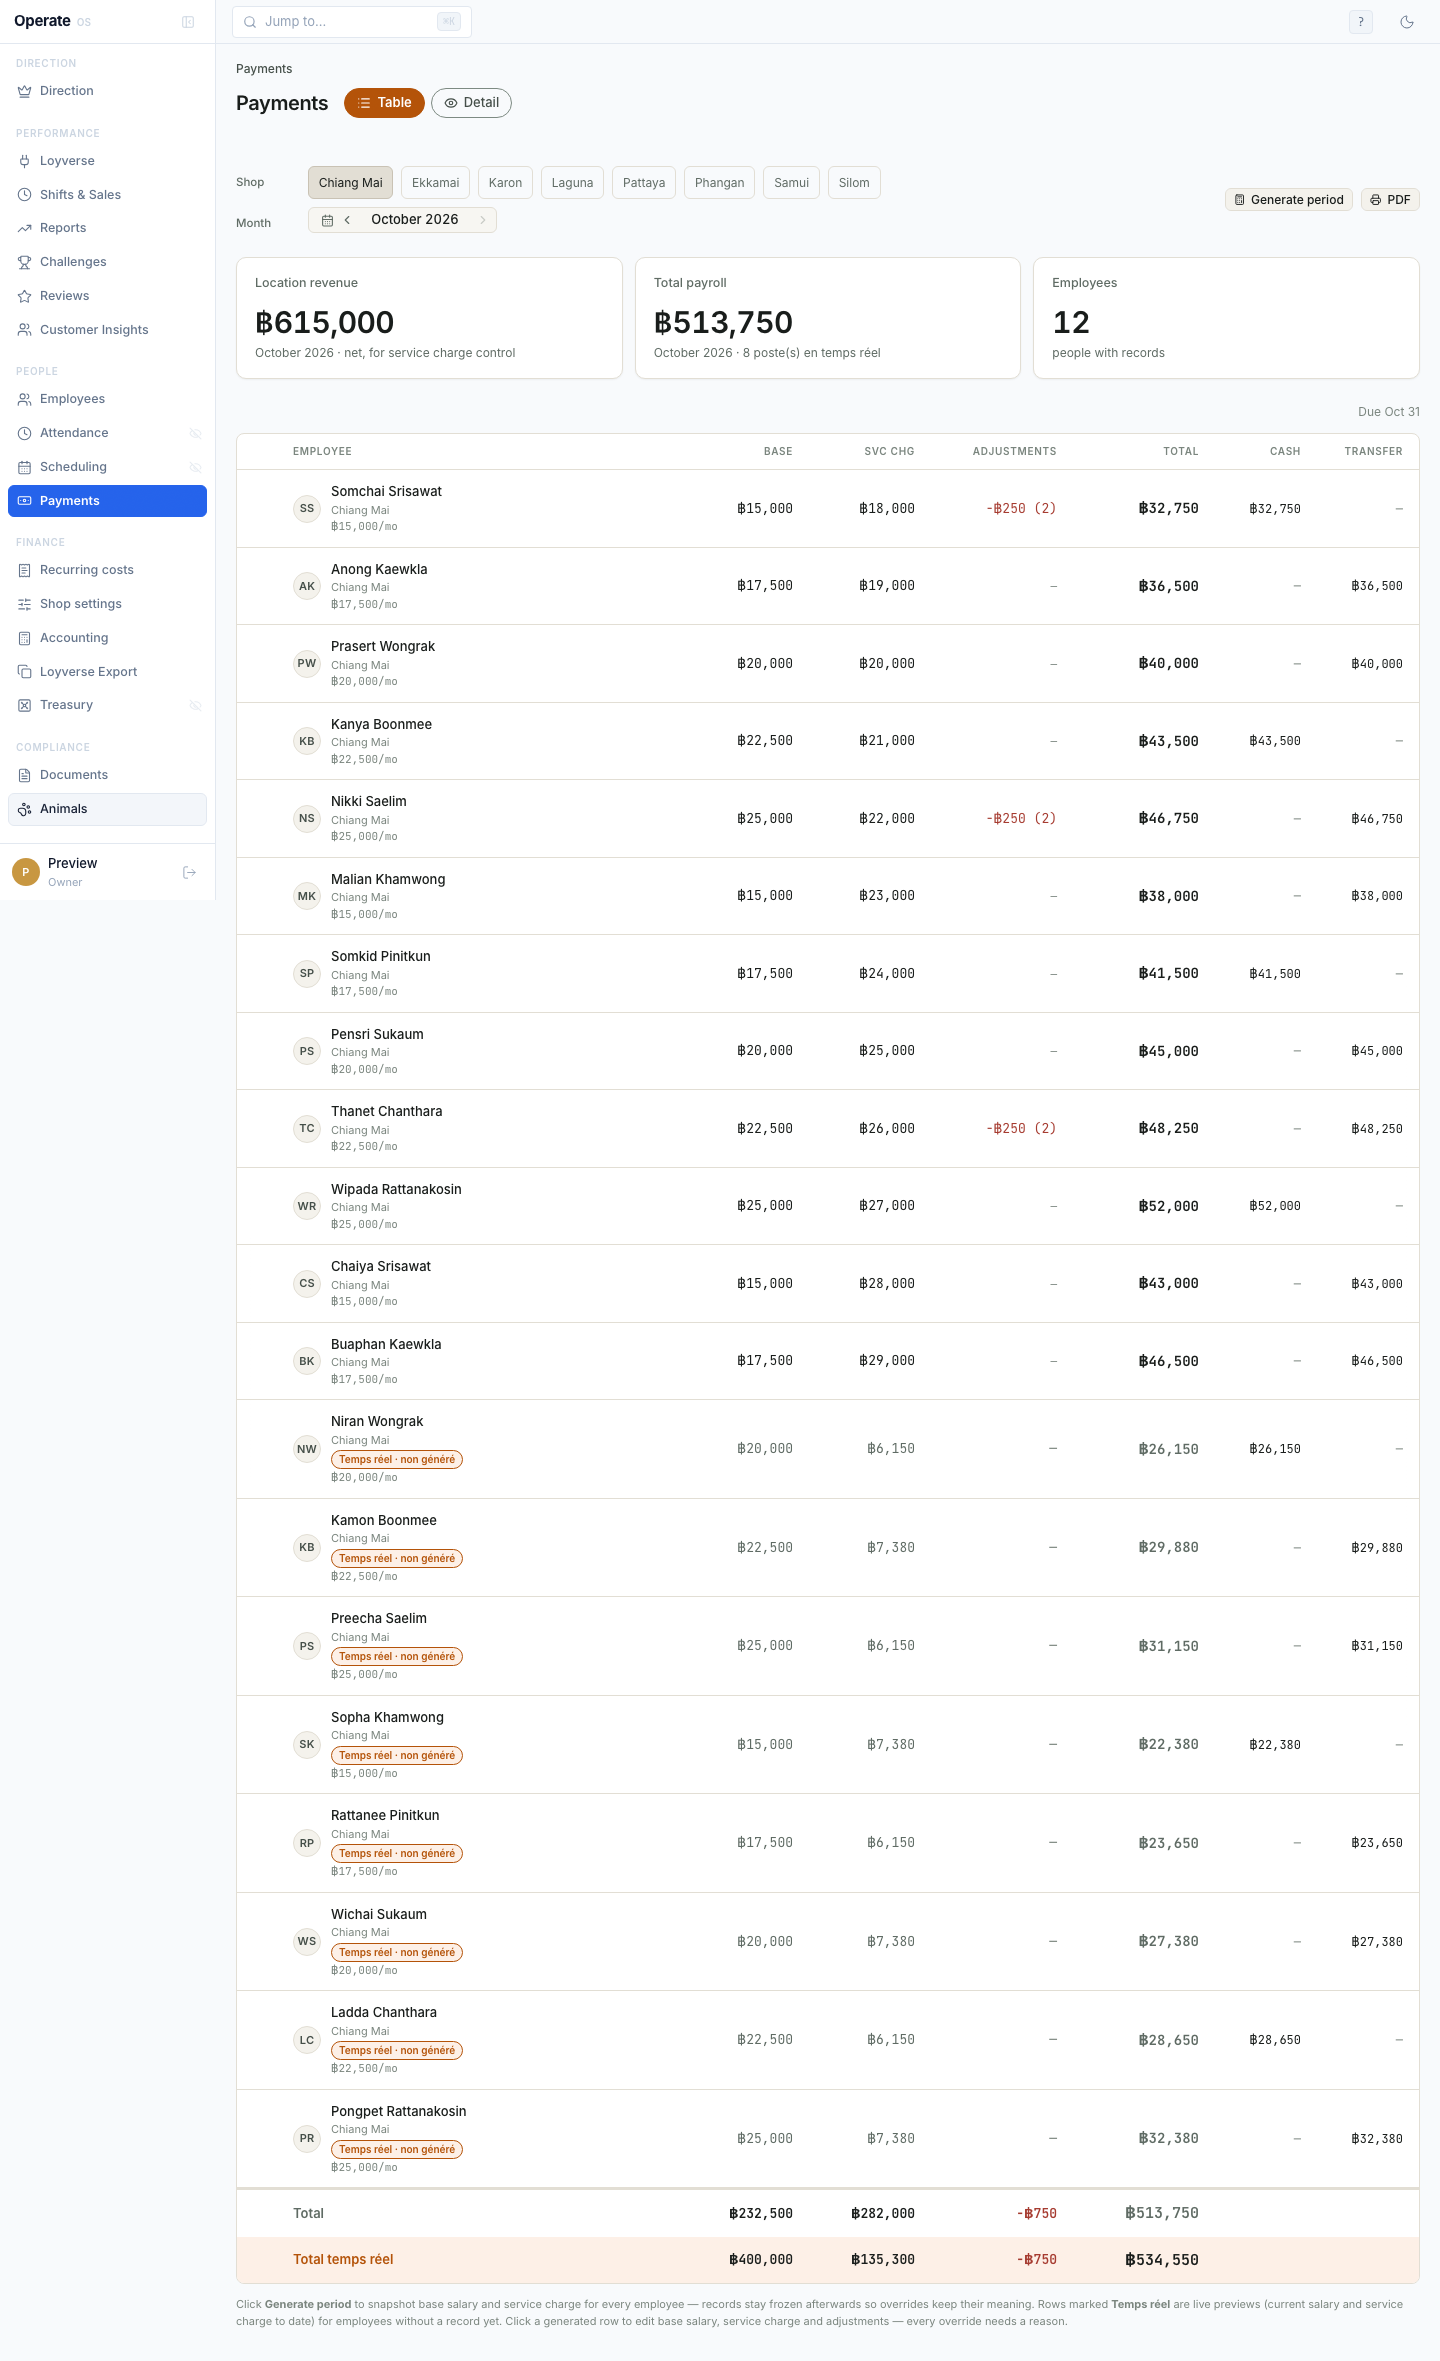 Operate OS
Jump to...
⌘K
?
DIRECTION
Direction
PERFORMANCE
Loyverse
Shifts & Sales
Reports
Challenges
Reviews
Customer Insights
PEOPLE
Employees
Attendance
Scheduling
Payments
FINANCE
Recurring costs
Shop settings
Accounting
Loyverse Export
Treasury
COMPLIANCE
Documents
Animals
P
Preview
Owner
Payments
Payments
Table
Detail
Shop
Chiang Mai
Ekkamai
Karon
Laguna
Pattaya
Phangan
Samui
Silom
Month
October 2026
Generate period
PDF
Location revenue
฿615,000
October 2026 · net, for service charge control
Total payroll
฿513,750
October 2026 · 8 poste(s) en temps réel
Employees
12
people with records
Due Oct 31
EMPLOYEE BASE SVC CHG ADJUSTMENTS TOTAL CASH TRANSFER
Somchai Srisawat
Chiang Mai
SS ฿15,000 ฿18,000 -฿250 (2) ฿32,750 ฿32,750 —
฿15,000/mo
Anong Kaewkla
Chiang Mai
AK ฿17,500 ฿19,000 — ฿36,500 — ฿36,500
฿17,500/mo
Prasert Wongrak
Chiang Mai
PW ฿20,000 ฿20,000 — ฿40,000 — ฿40,000
฿20,000/mo
Kanya Boonmee
Chiang Mai
KB ฿22,500 ฿21,000 — ฿43,500 ฿43,500 —
฿22,500/mo
Nikki Saelim
Chiang Mai
NS ฿25,000 ฿22,000 -฿250 (2) ฿46,750 — ฿46,750
฿25,000/mo
Malian Khamwong
Chiang Mai
MK ฿15,000 ฿23,000 — ฿38,000 — ฿38,000
฿15,000/mo
Somkid Pinitkun
Chiang Mai
SP ฿17,500 ฿24,000 — ฿41,500 ฿41,500 —
฿17,500/mo
Pensri Sukaum
Chiang Mai
PS ฿20,000 ฿25,000 — ฿45,000 — ฿45,000
฿20,000/mo
Thanet Chanthara
Chiang Mai
TC ฿22,500 ฿26,000 -฿250 (2) ฿48,250 — ฿48,250
฿22,500/mo
Wipada Rattanakosin
Chiang Mai
WR ฿25,000 ฿27,000 — ฿52,000 ฿52,000 —
฿25,000/mo
Chaiya Srisawat
Chiang Mai
CS ฿15,000 ฿28,000 — ฿43,000 — ฿43,000
฿15,000/mo
Buaphan Kaewkla
Chiang Mai
BK ฿17,500 ฿29,000 — ฿46,500 — ฿46,500
฿17,500/mo
Niran Wongrak
Chiang Mai
NW ฿20,000 ฿6,150 — ฿26,150 ฿26,150 —
Temps réel · non généré
฿20,000/mo
Kamon Boonmee
Chiang Mai
KB ฿22,500 ฿7,380 — ฿29,880 — ฿29,880
Temps réel · non généré
฿22,500/mo
Preecha Saelim
Chiang Mai
PS ฿25,000 ฿6,150 — ฿31,150 — ฿31,150
Temps réel · non généré
฿25,000/mo
Sopha Khamwong
Chiang Mai
SK ฿15,000 ฿7,380 — ฿22,380 ฿22,380 —
Temps réel · non généré
฿15,000/mo
Rattanee Pinitkun
Chiang Mai
RP ฿17,500 ฿6,150 — ฿23,650 — ฿23,650
Temps réel · non généré
฿17,500/mo
Wichai Sukaum
Chiang Mai
WS ฿20,000 ฿7,380 — ฿27,380 — ฿27,380
Temps réel · non généré
฿20,000/mo
Ladda Chanthara
Chiang Mai
LC ฿22,500 ฿6,150 — ฿28,650 ฿28,650 —
Temps réel · non généré
฿22,500/mo
Pongpet Rattanakosin
Chiang Mai
PR ฿25,000 ฿7,380 — ฿32,380 — ฿32,380
Temps réel · non généré
฿25,000/mo
Total ฿232,500 ฿282,000 -฿750 ฿513,750
Total temps réel ฿400,000 ฿135,300 -฿750 ฿534,550
Click Generate period to snapshot base salary and service charge for every employee — records stay frozen afterwards so overrides keep their meaning. Rows marked Temps réel are live previews (current salary and service
charge to date) for employees without a record yet. Click a generated row to edit base salary, service charge and adjustments — every override needs a reason.